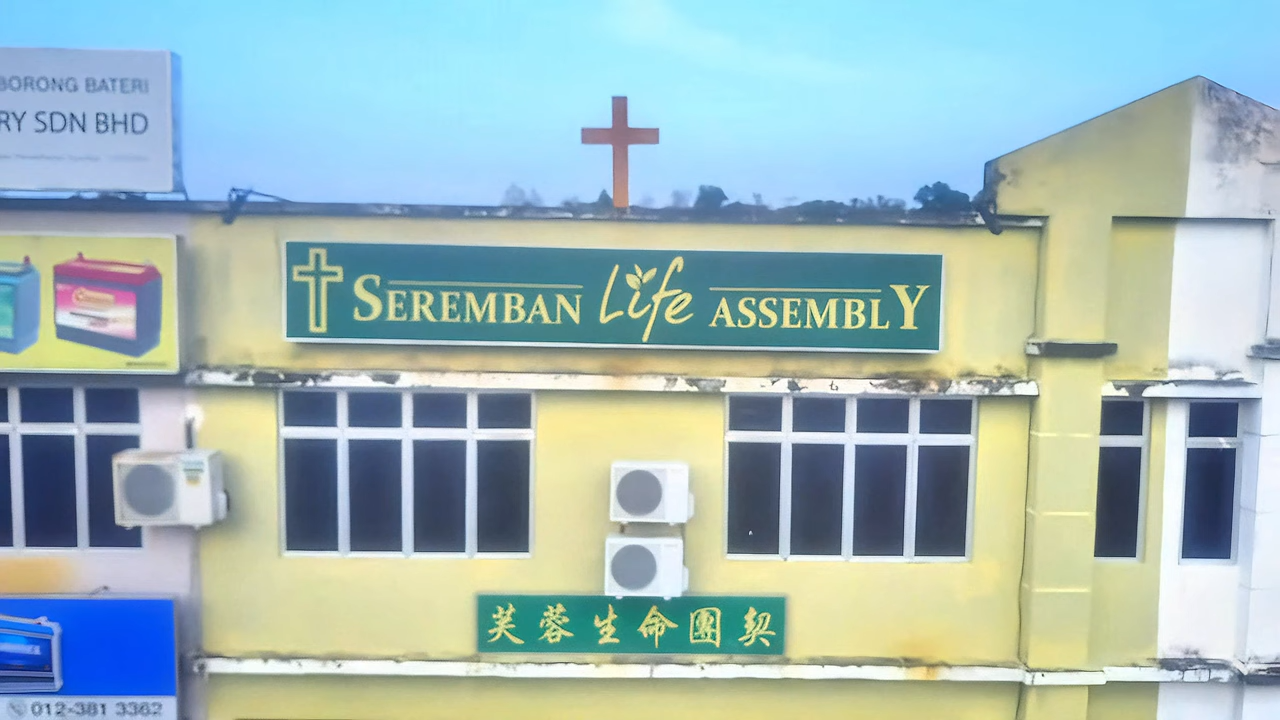 BORONG BATERI
RY SDN BHD
SEREMBAN Life ASSEMBLY
芙蓉生命團契
012-381 3362